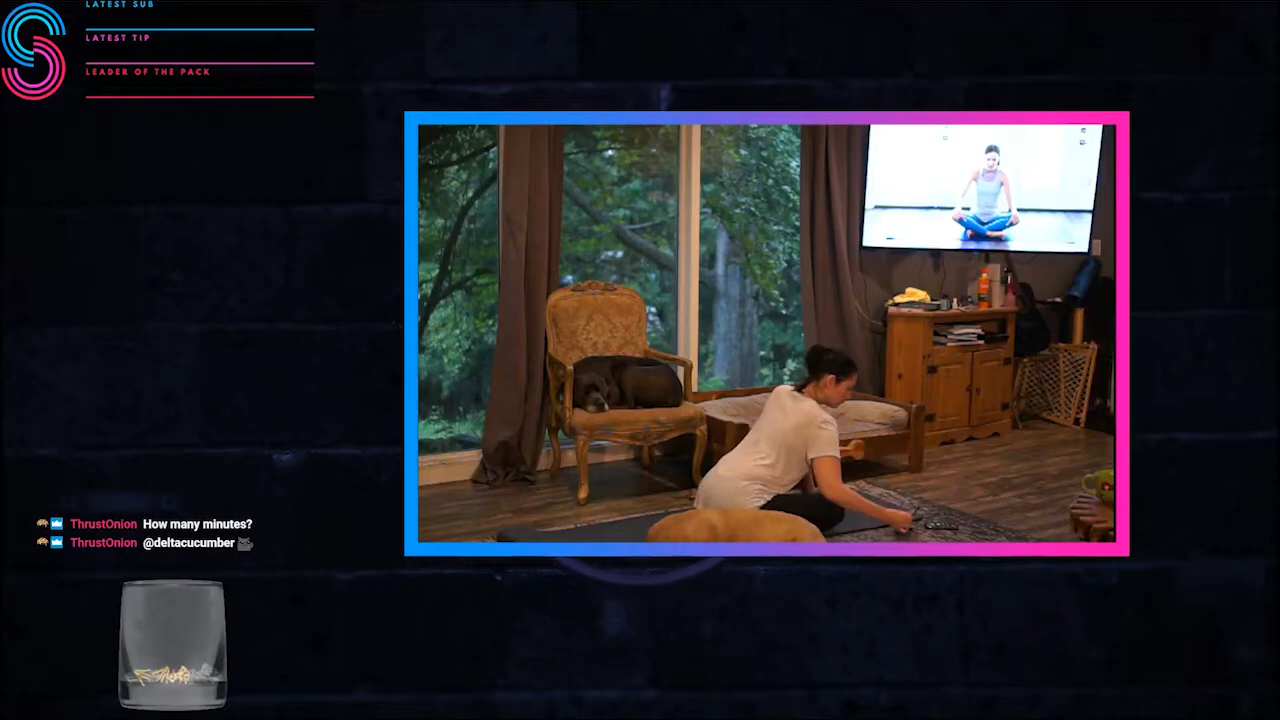 LATEST SUB
LATEST TIP
LEADER OF THE PACK
ThrustOnion How many minutes?
ThrustOnion @deltacucumber